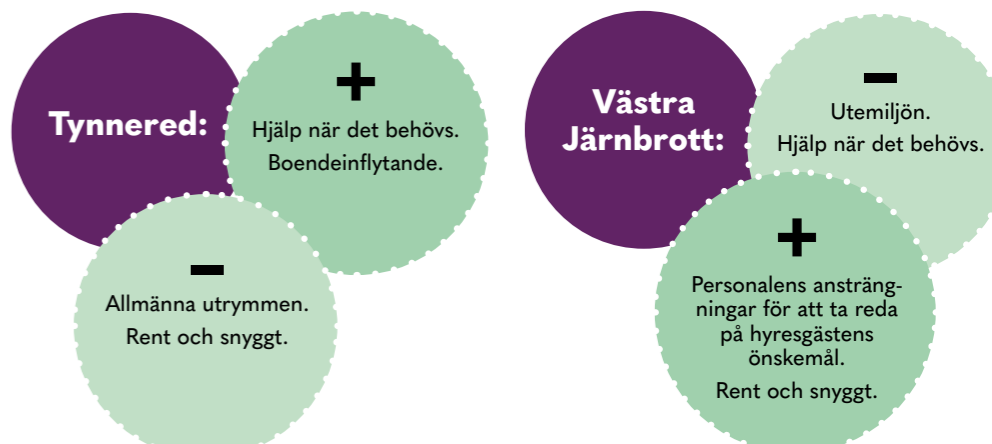 Tynnered:
+
Hjälp när det behövs.
Boendeinflytande.
–
Allmänna utrymmen.
Rent och snyggt.
Västra
Järnbrott:
–
Utemiljön.
Hjälp när det behövs.
+
Personalens ansträng-
ningar för att ta reda
på hyresgästens
önskemål.
Rent och snyggt.